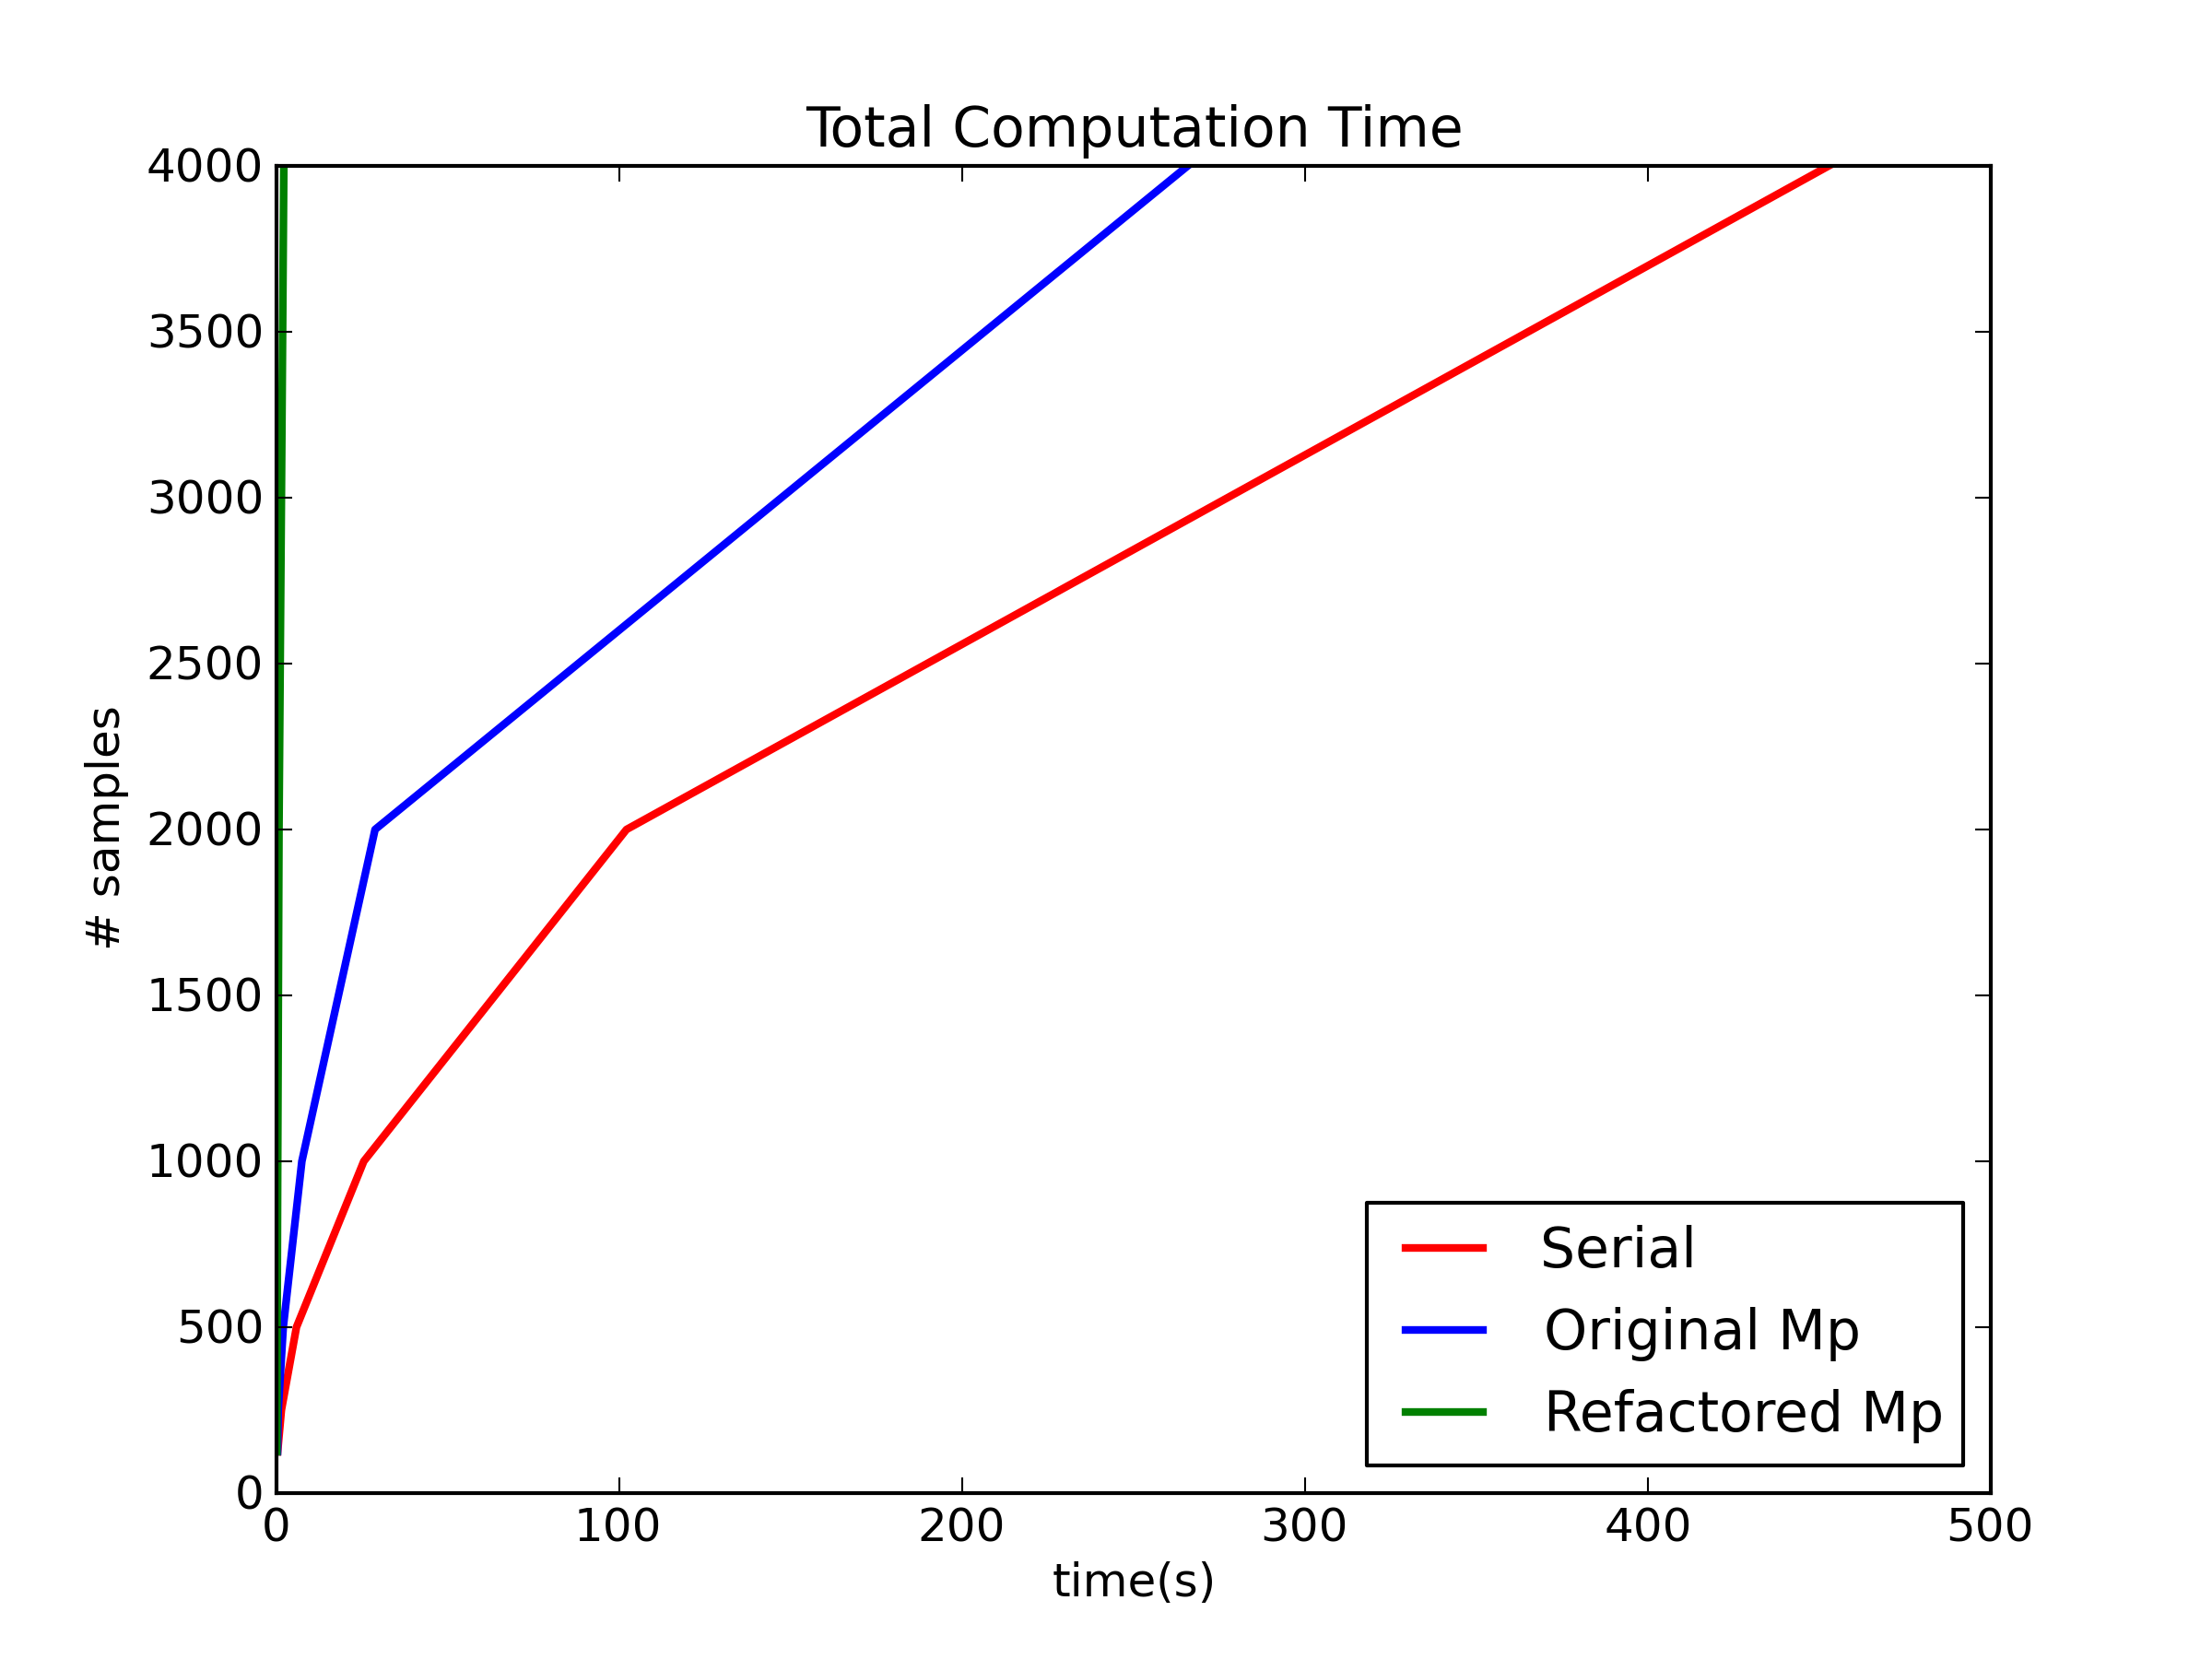 Total Computation Time
4000
3500
3000
2500
2000
1500
1000
500
0
# samples
0 100 200 300 400 500
time(s)
Serial
Original Mp
Refactored Mp